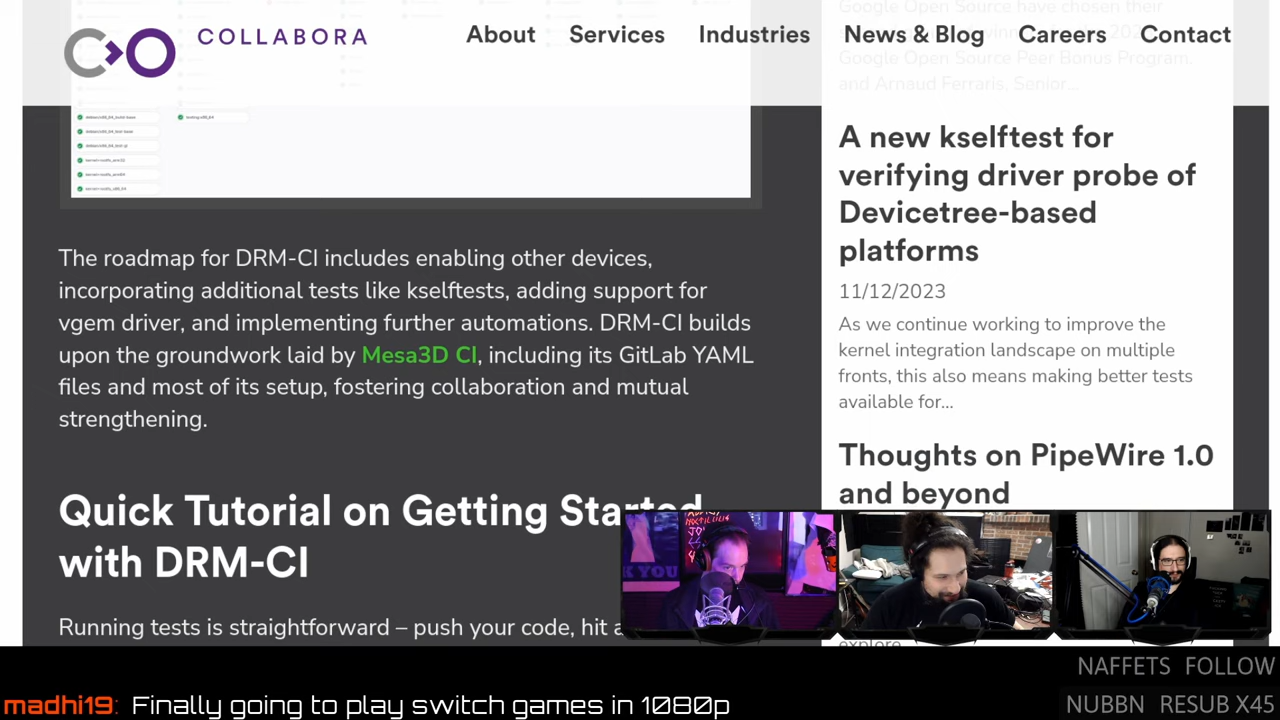 COLLABORA
About
Services
Industries
News & Blog
Careers
Contact
Google Open Source have chosen their
Google Open Source Peer Bonus Program,
and Arnaud Ferraris, Senior...
The roadmap for DRM-CI includes enabling other devices,
incorporating additional tests like kselftests, adding support for
vgem driver, and implementing further automations. DRM-CI builds
upon the groundwork laid by Mesa3D CI, including its GitLab YAML
files and most of its setup, fostering collaboration and mutual
strengthening.
Quick Tutorial on Getting Started
with DRM-CI
Running tests is straightforward – push your code, hit a
A new kselftest for
verifying driver probe of
Devicetree-based
platforms
11/12/2023
As we continue working to improve the
kernel integration landscape on multiple
fronts, this also means making better tests
available for...
Thoughts on PipeWire 1.0
and beyond
explore
NAFFETS FOLLOW
NUBBN RESUB X45
madhi19: Finally going to play switch games in 1080p